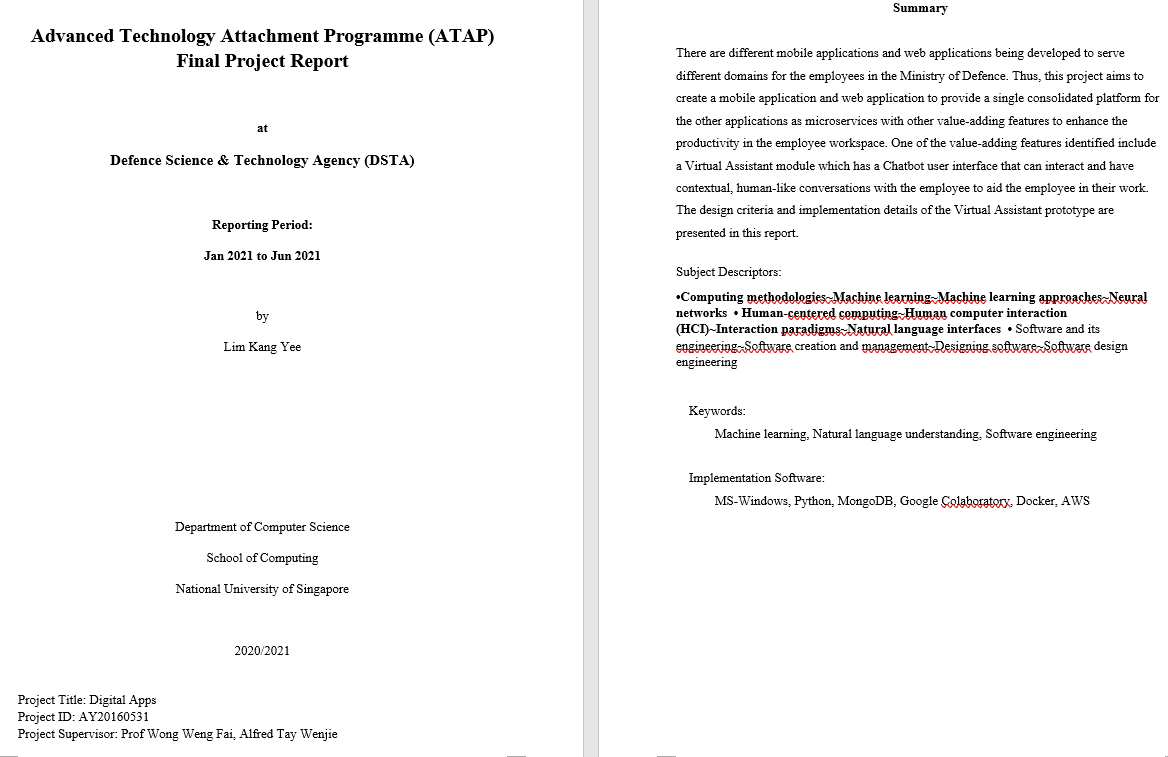 Advanced Technology Attachment Programme (ATAP)
Final Project Report
at
Defence Science & Technology Agency (DSTA)
Reporting Period:
Jan 2021 to Jun 2021
by
Lim Kang Yee
Department of Computer Science
School of Computing
National University of Singapore
2020/2021
Project Title: Digital Apps
Project ID: AY20160531
Project Supervisor: Prof Wong Weng Fai, Alfred Tay Wenjie
Summary
There are different mobile applications and web applications being developed to serve
different domains for the employees in the Ministry of Defence. Thus, this project aims to
create a mobile application and web application to provide a single consolidated platform for
the other applications as microservices with other value-adding features to enhance the
productivity in the employee workspace. One of the value-adding features identified include
a Virtual Assistant module which has a Chatbot user interface that can interact and have
contextual, human-like conversations with the employee to aid the employee in their work.
The design criteria and implementation details of the Virtual Assistant prototype are
presented in this report.
Subject Descriptors:
•Computing methodologies~Machine learning~Machine learning approaches~Neural
networks • Human-centered computing~Human computer interaction
(HCI)~Interaction paradigms~Natural language interfaces • Software and its
engineering~Software creation and management~Designing software~Software design
engineering
Keywords:
Machine learning, Natural language understanding, Software engineering
Implementation Software:
MS-Windows, Python, MongoDB, Google Colaboratory, Docker, AWS